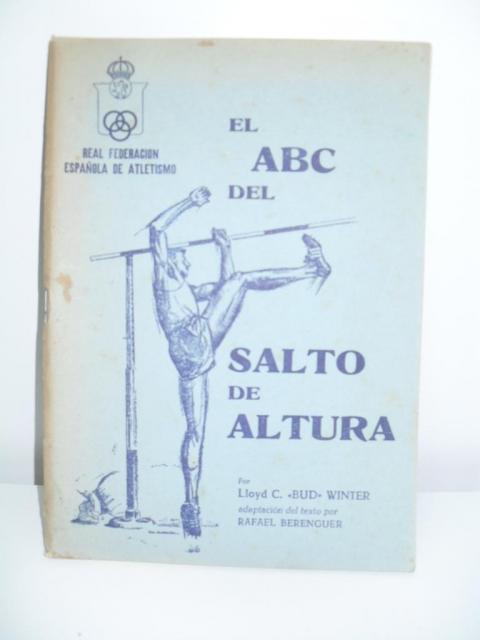 REAL FEDERACION
ESPAÑOLA DE ATLETISMO
EL
ABC
DEL
SALTO
DE
ALTURA
Por
Lloyd C. «BUD» WINTER
adaptación del texto por
RAFAEL BERENGUER